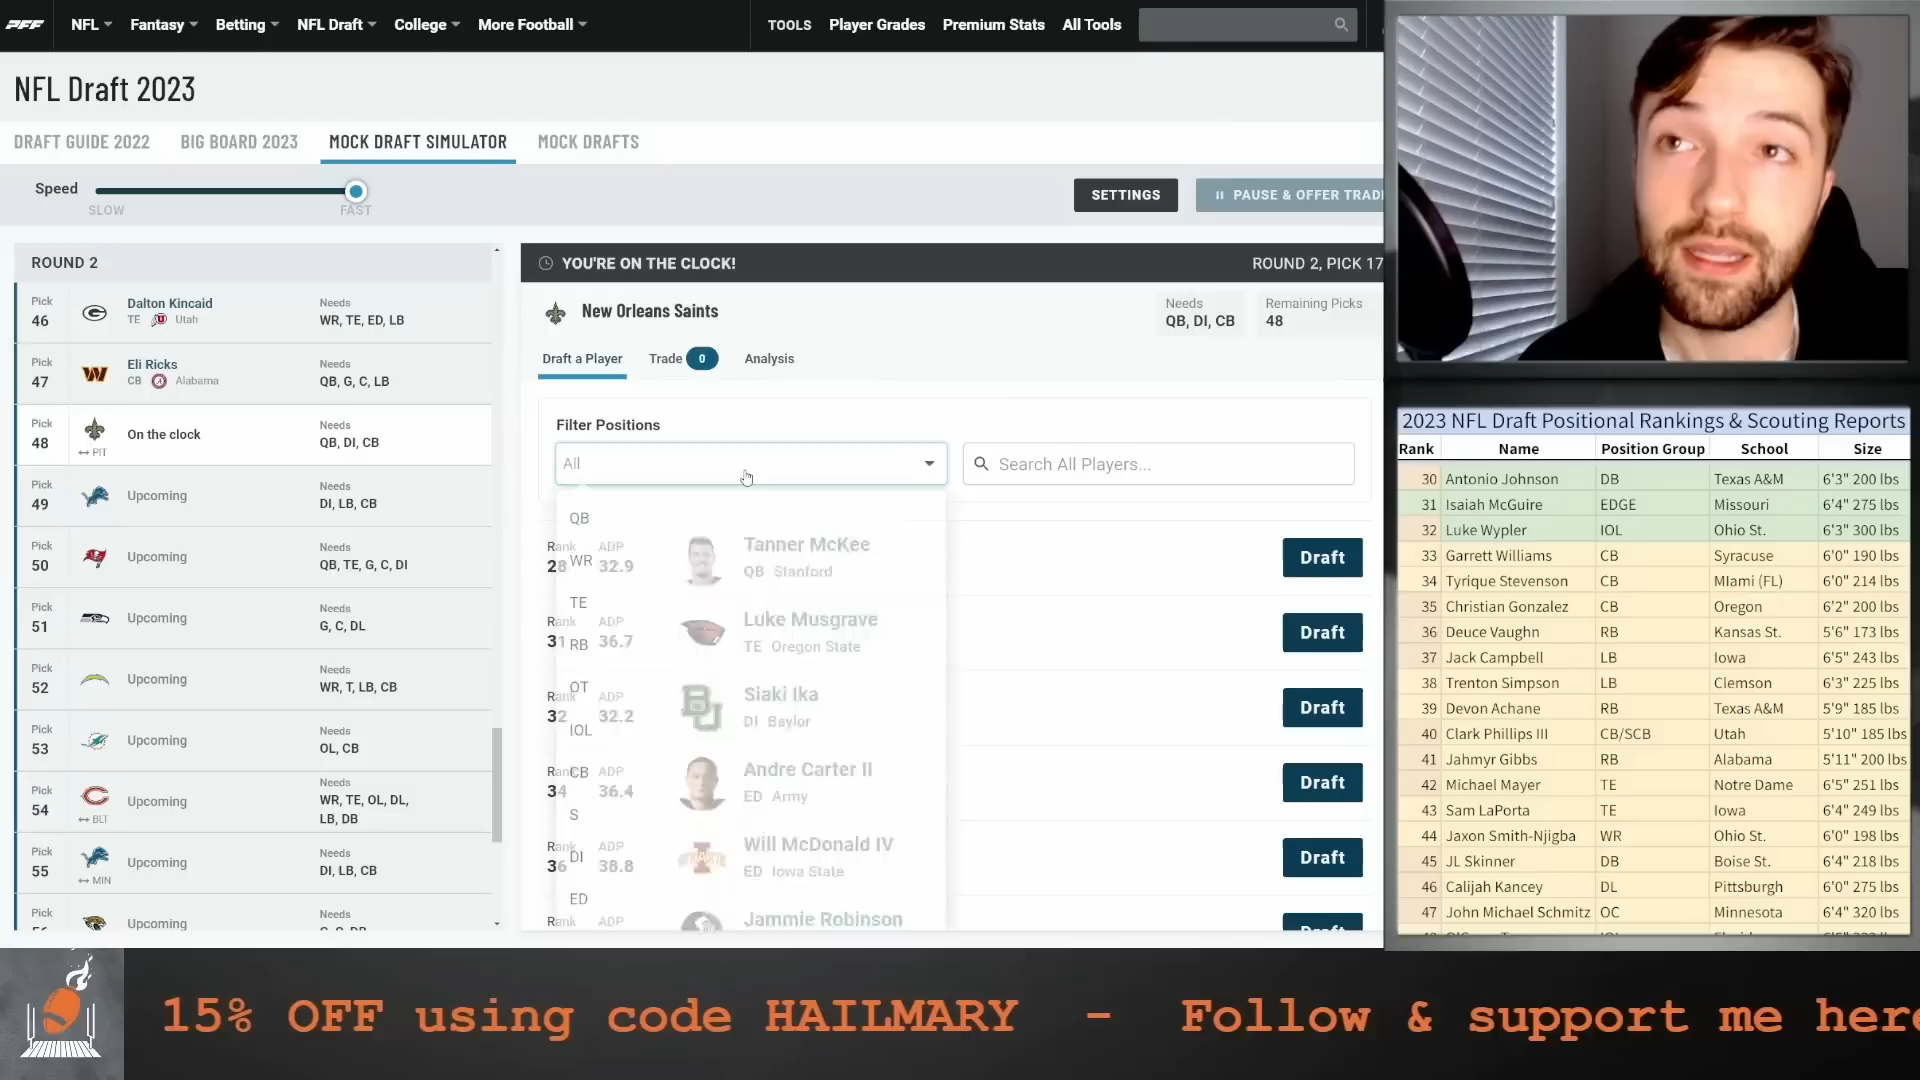 PFF
NFL
Fantasy
Betting
NFL Draft
College
More Football
TOOLS
Player Grades
Premium Stats
All Tools
NFL Draft 2023
DRAFT GUIDE 2022
BIG BOARD 2023
MOCK DRAFT SIMULATOR
MOCK DRAFTS
Speed
SLOW
FAST
SETTINGS
PAUSE & OFFER TRAD
ROUND 2
Pick 46
Dalton Kincaid
TE Utah
Needs
WR, TE, ED, LB
Pick 47
Eli Ricks
CB Alabama
Needs
QB, G, C, LB
Pick 48
↔ PIT
On the clock
Needs
QB, DI, CB
Pick 49
Upcoming
Needs
DI, LB, CB
Pick 50
Upcoming
Needs
QB, TE, G, C, DI
Pick 51
Upcoming
Needs
G, C, DL
Pick 52
Upcoming
Needs
WR, T, LB, CB
Pick 53
Upcoming
Needs
OL, CB
Pick 54
↔ BLT
Upcoming
Needs
WR, TE, OL, DL,
LB, DB
Pick 55
↔ MIN
Upcoming
Needs
DI, LB, CB
Pick
Upcoming
Needs
YOU'RE ON THE CLOCK!
ROUND 2, PICK 17
New Orleans Saints
Needs
QB, DI, CB
Remaining Picks
48
Draft a Player
Trade 0
Analysis
Filter Positions
All
Search All Players...
QB
WR
TE
RB
OT
IOL
CB
S
DI
ED
Rank 28
ADP 32.9
Tanner McKee
QB Stanford
Draft
Rank 31
ADP 36.7
Luke Musgrave
TE Oregon State
Draft
Rank 32
ADP 32.2
Siaki Ika
DI Baylor
Draft
Rank 34
ADP 36.4
Andre Carter II
ED Army
Draft
Rank 36
ADP 38.8
Will McDonald IV
ED Iowa State
Draft
Rank
ADP
Jammie Robinson
Draft
2023 NFL Draft Positional Rankings & Scouting Reports
Rank Name Position Group School Size
30 Antonio Johnson DB Texas A&M 6'3" 200 lbs
31 Isaiah McGuire EDGE Missouri 6'4" 275 lbs
32 Luke Wypler IOL Ohio St. 6'3" 300 lbs
33 Garrett Williams CB Syracuse 6'0" 190 lbs
34 Tyrique Stevenson CB MIami (FL) 6'0" 214 lbs
35 Christian Gonzalez CB Oregon 6'2" 200 lbs
36 Deuce Vaughn RB Kansas St. 5'6" 173 lbs
37 Jack Campbell LB Iowa 6'5" 243 lbs
38 Trenton Simpson LB Clemson 6'3" 225 lbs
39 Devon Achane RB Texas A&M 5'9" 185 lbs
40 Clark Phillips III CB/SCB Utah 5'10" 185 lbs
41 Jahmyr Gibbs RB Alabama 5'11" 200 lbs
42 Michael Mayer TE Notre Dame 6'5" 251 lbs
43 Sam LaPorta TE Iowa 6'4" 249 lbs
44 Jaxon Smith-Njigba WR Ohio St. 6'0" 198 lbs
45 JL Skinner DB Boise St. 6'4" 218 lbs
46 Calijah Kancey DL Pittsburgh 6'0" 275 lbs
47 John Michael Schmitz OC Minnesota 6'4" 320 lbs
15% OFF using code HAILMARY - Follow & support me here